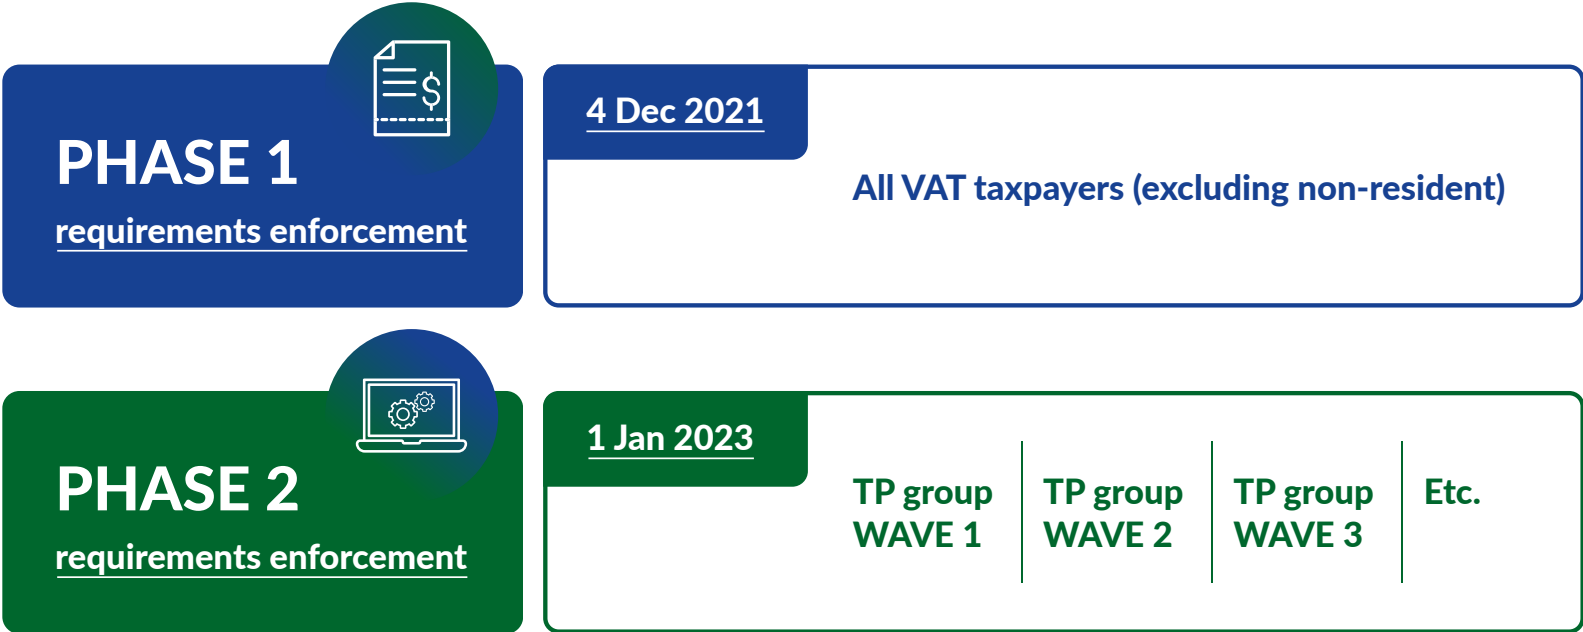 PHASE 1
requirements enforcement
4 Dec 2021
All VAT taxpayers (excluding non-resident)
PHASE 2
requirements enforcement
1 Jan 2023
TP group
WAVE 1
TP group
WAVE 2
TP group
WAVE 3
Etc.